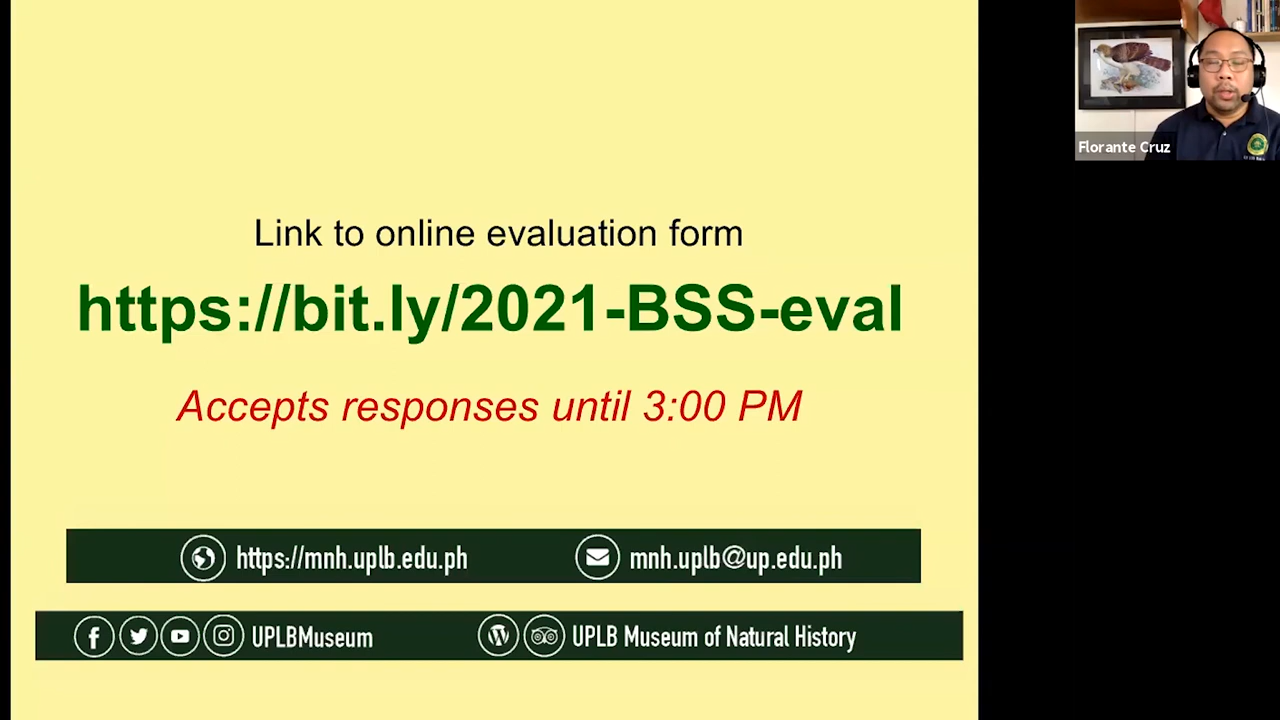 Link to online evaluation form
https://bit.ly/2021-BSS-eval
Accepts responses until 3:00 PM
https://mnh.uplb.edu.ph
mnh.uplb@up.edu.ph
UPLBMuseum
UPLB Museum of Natural History
Florante Cruz